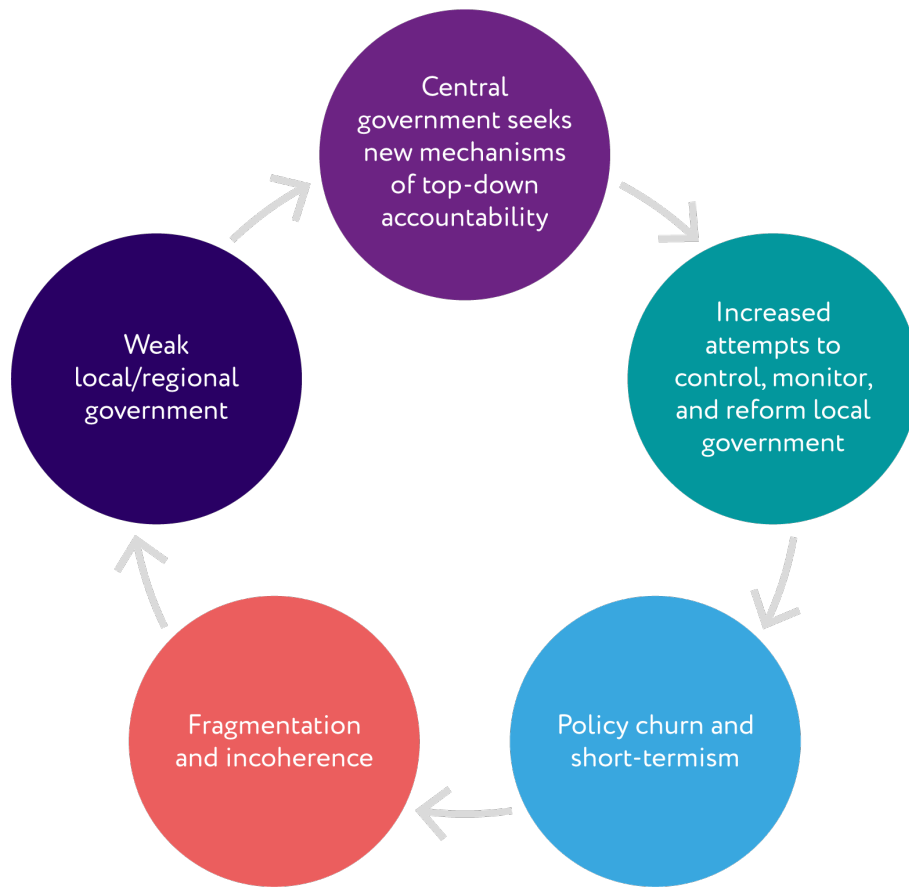 Central
government seeks
new mechanisms
of top-down
accountability
Increased
attempts to
control, monitor,
and reform local
government
Policy churn and
short-termism
Fragmentation
and incoherence
Weak
local/regional
government